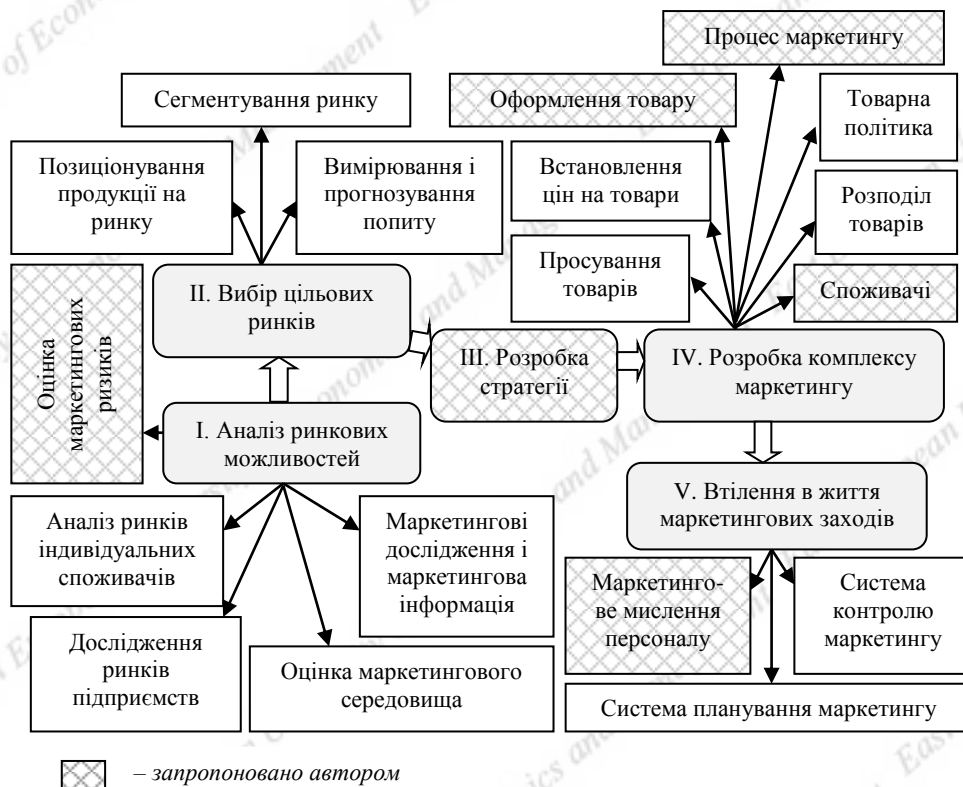 Процес маркетингу
Сегментування ринку
Оформлення товару
Товарна
політика
Позиціонування
продукції на
ринку
Вимірювання і
прогнозування
попиту
Встановлення
цін на товари
Розподіл
товарів
Просування
товарів
Споживачі
Оцінка
маркетингових
ризиків
ІІ. Вибір цільових
ринків
ІІІ. Розробка
стратегії
IV. Розробка комплексу
маркетингу
І. Аналіз ринкових
можливостей
V. Втілення в життя
маркетингових заходів
Аналіз ринків
індивідуальних
споживачів
Маркетингові
дослідження і
маркетингова
інформація
Маркетинго-
ве мислення
персоналу
Система
контролю
маркетингу
Дослідження
ринків
підприємств
Оцінка маркетингового
середовища
Система планування маркетингу
– запропоновано автором